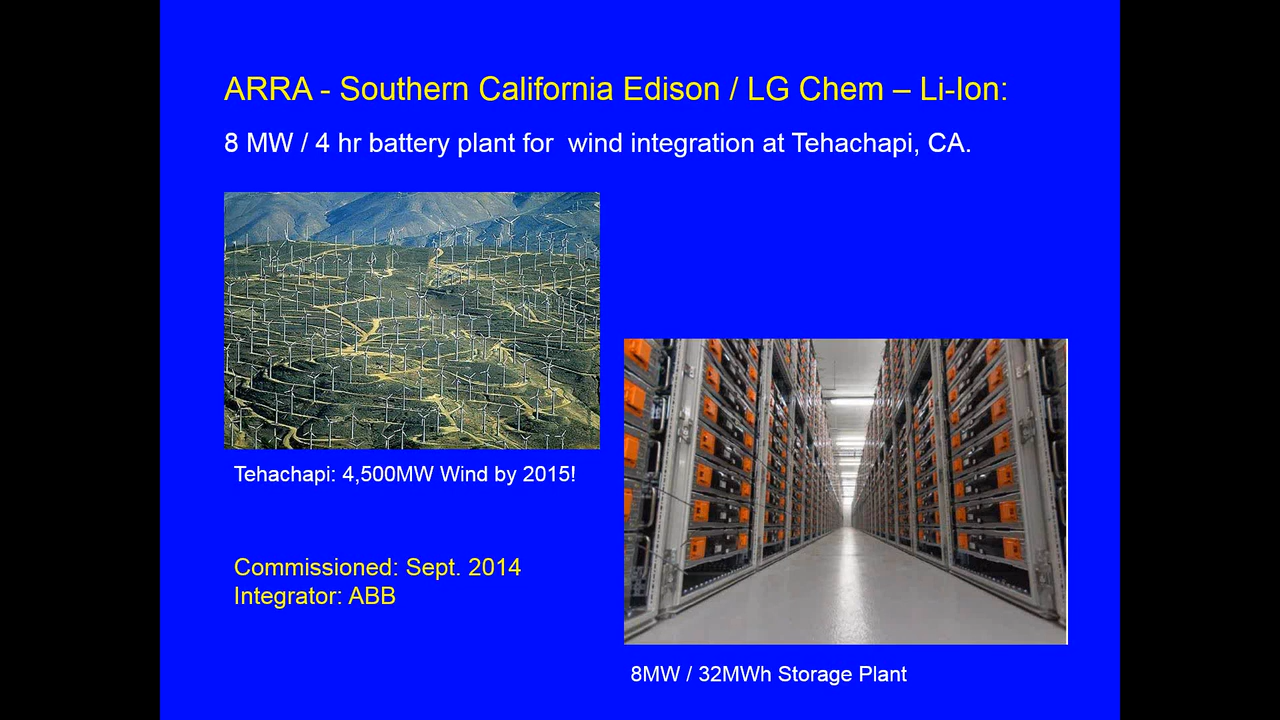 ARRA - Southern California Edison / LG Chem – Li-Ion:
8 MW / 4 hr battery plant for  wind integration at Tehachapi, CA.
Tehachapi: 4,500MW Wind by 2015!
Commissioned: Sept. 2014
Integrator: ABB
8MW / 32MWh Storage Plant